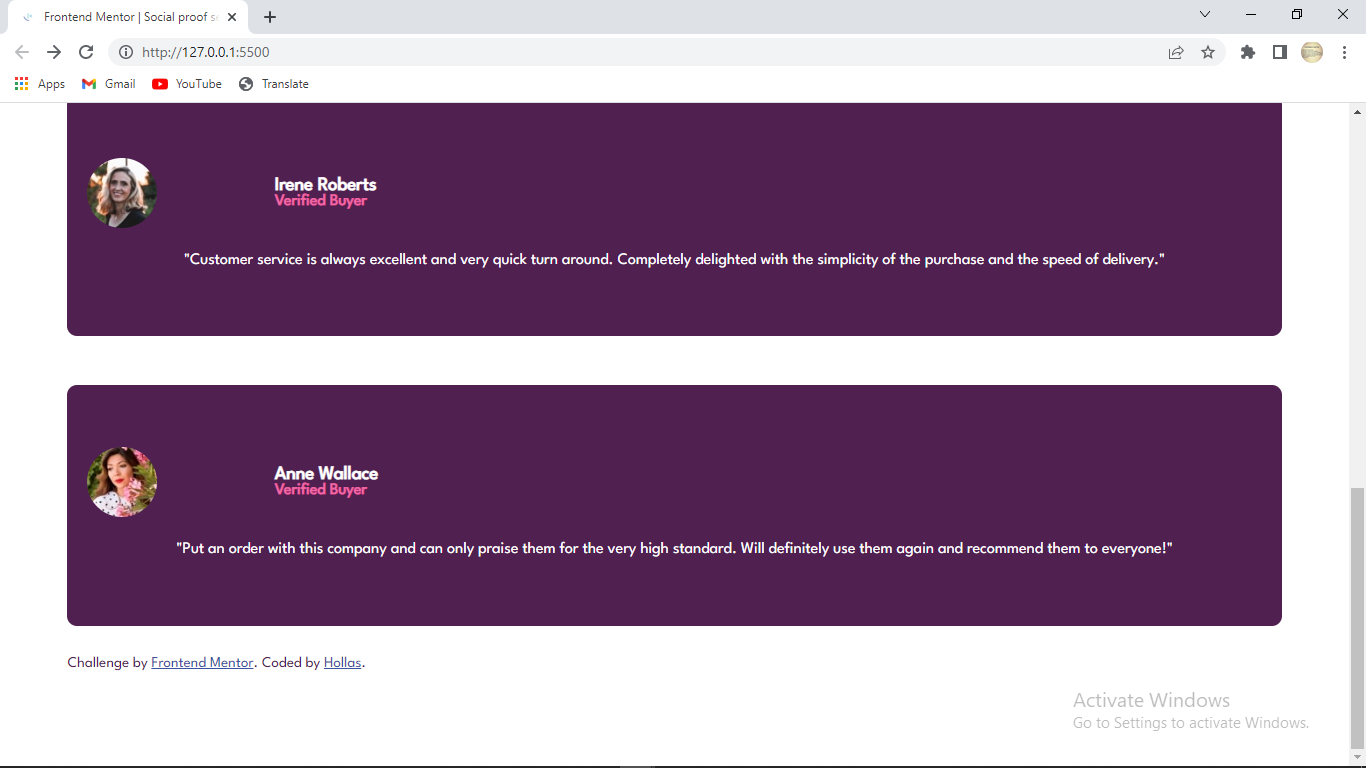 Frontend Mentor | Social proof s
http://127.0.0.1:5500
Apps Gmail YouTube Translate
Irene Roberts
Verified Buyer
"Customer service is always excellent and very quick turn around. Completely delighted with the simplicity of the purchase and the speed of delivery."
Anne Wallace
Verified Buyer
"Put an order with this company and can only praise them for the very high standard. Will definitely use them again and recommend them to everyone!"
Challenge by Frontend Mentor. Coded by Hollas.
Activate Windows
Go to Settings to activate Windows.